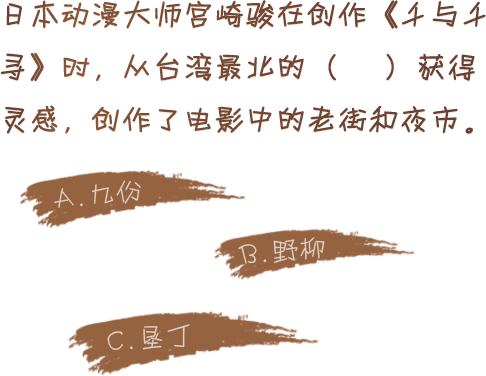 日本动漫大师宫崎骏在创作《千与千
寻》时，从台湾最北的（　）获得
灵感，创作了电影中的老街和夜市。
A.九份
B.野柳
C.垦丁